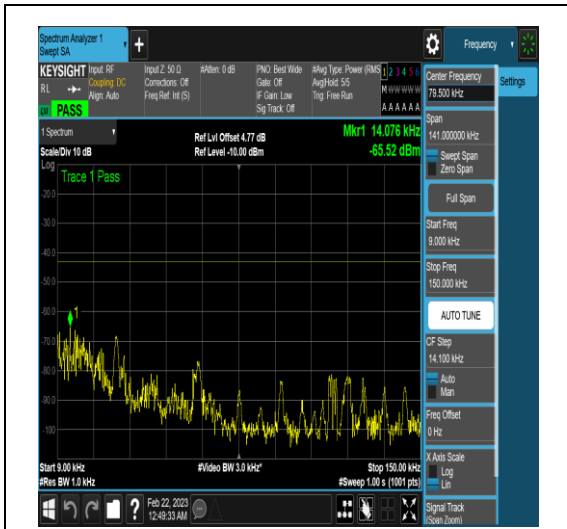 Spectrum Analyzer 1
Swept SA
Frequency
KEYSIGHT
RL
PASS
Input: RF
Coupling: DC
Align: Auto
Input Z: 50 Ω
Corrections: Off
Freq Ref: Int (S)
#Atten: 0 dB
PNO: Best Wide
Gate: Off
IF Gain: Low
Sig Track: Off
#Avg Type: Power (RMS
Avg|Hold: 5/5
Trig: Free Run
1 2 3 4 5 6
M W W W W W
A A A A A A
Settings
Center Frequency
79.500 kHz
Span
141.000000 kHz
Swept Span
Zero Span
Full Span
Start Freq
9.000 kHz
Stop Freq
150.000 kHz
AUTO TUNE
CF Step
14.100 kHz
Auto
Man
Freq Offset
0 Hz
X Axis Scale
Log
Lin
Signal Track
(Span Zoom)
1 Spectrum
Scale/Div 10 dB
Ref Lvl Offset 4.77 dB
Ref Level -10.00 dBm
Mkr1 14.076 kHz
-65.52 dBm
Log
Trace 1 Pass
-20.0
-30.0
-40.0
-50.0
-60.0
-70.0
-80.0
-90.0
-100
1
Start 9.00 kHz
#Res BW 1.0 kHz
#Video BW 3.0 kHz*
Stop 150.00 kHz
#Sweep 1.00 s (1001 pts)
Feb 22, 2023
12:49:33 AM